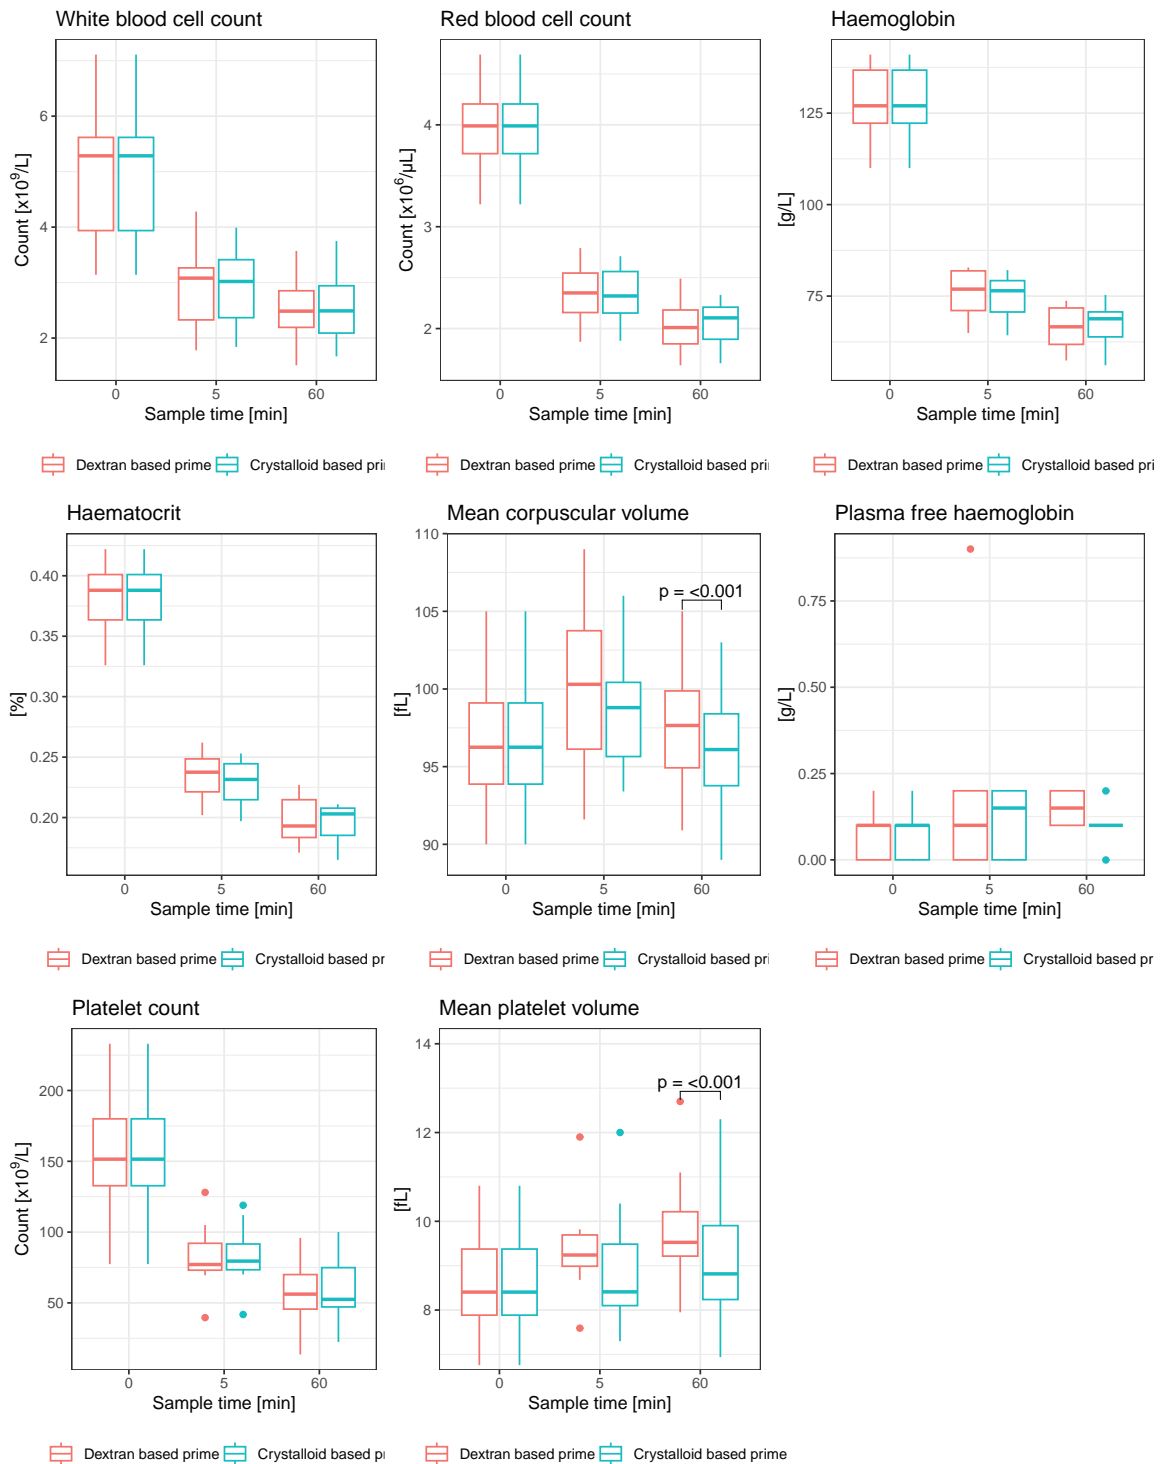 White blood cell count
Red blood cell count
Haemoglobin
Count [x10⁹/L]
6
4
2
0
5
60
Sample time [min]
Count [x10⁶/µL]
4
3
2
0
5
60
Sample time [min]
[g/L]
125
100
75
0
5
60
Sample time [min]
Dextran based prime Crystalloid based pri
Dextran based prime Crystalloid based pri
Dextran based prime Crystalloid based pri
Haematocrit
Mean corpuscular volume
Plasma free haemoglobin
[%]
0.40
0.35
0.30
0.25
0.20
0
5
60
Sample time [min]
[fL]
110
105
100
95
90
p = <0.001
0
5
60
Sample time [min]
[g/L]
0.75
0.50
0.25
0.00
0
5
60
Sample time [min]
Dextran based prime Crystalloid based pr
Dextran based prime Crystalloid based pri
Dextran based prime Crystalloid based pr
Platelet count
Mean platelet volume
Count [x10⁹/L]
200
150
100
50
0
5
60
Sample time [min]
[fL]
14
12
10
8
p = <0.001
0
5
60
Sample time [min]
Dextran based prime Crystalloid based pr
Dextran based prime Crystalloid based prime